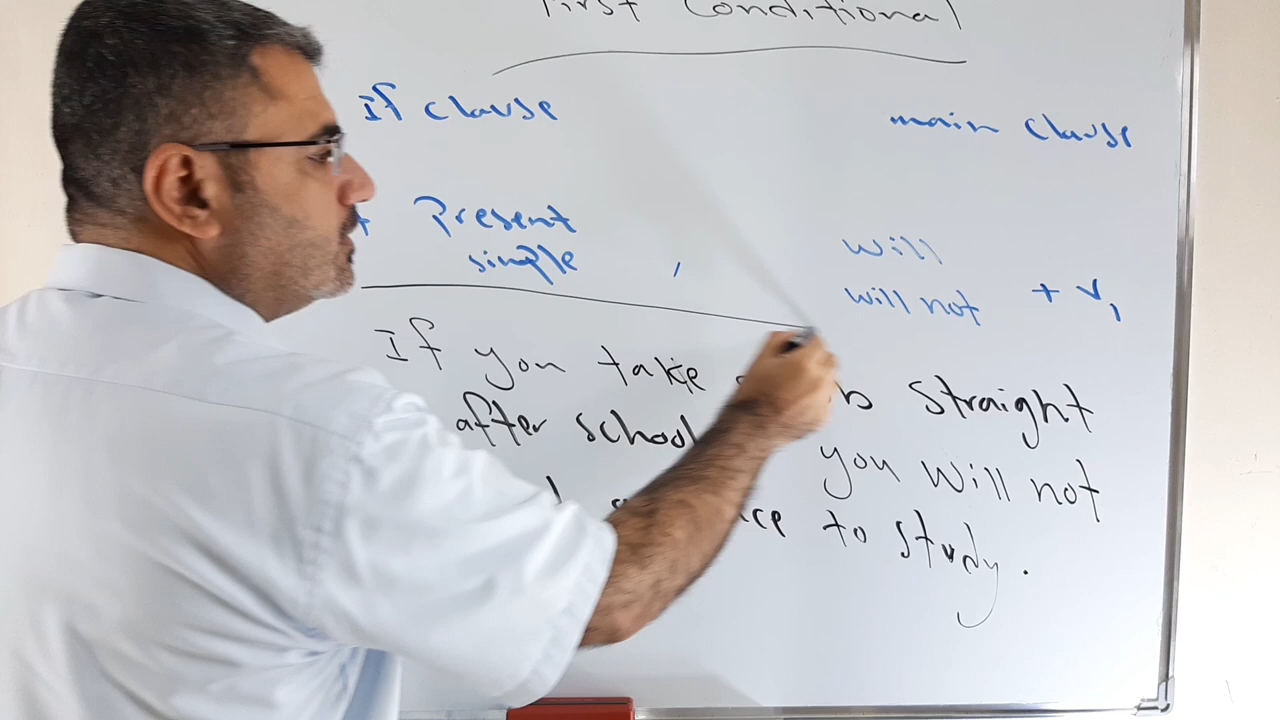 First Conditional
If clause
main clause
+ Present
simple ,
will
will not + V1
If you take straight
after school you will not
to study.